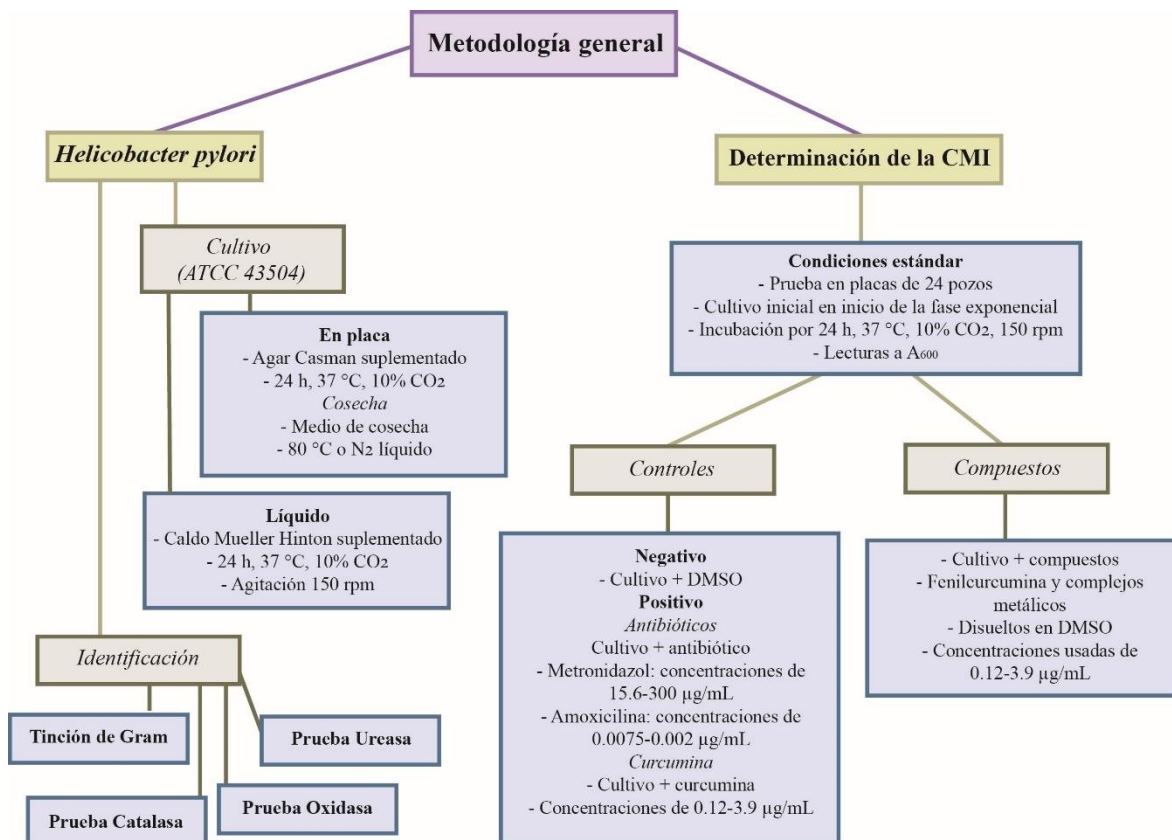 Metodología general
Helicobacter pylori
Cultivo
(ATCC 43504)
En placa
- Agar Casman suplementado
- 24 h, 37 °C, 10% CO₂
Cosecha
- Medio de cosecha
- 80 °C o N₂ líquido
Líquido
- Caldo Mueller Hinton suplementado
- 24 h, 37 °C, 10% CO₂
- Agitación 150 rpm
Identificación
Tinción de Gram
Prueba Ureasa
Prueba Catalasa
Prueba Oxidasa
Determinación de la CMI
Condiciones estándar
- Prueba en placas de 24 pozos
- Cultivo inicial en inicio de la fase exponencial
- Incubación por 24 h, 37 °C, 10% CO₂, 150 rpm
- Lecturas a A₆₀₀
Controles
Negativo
- Cultivo + DMSO
Positivo
Antibióticos
Cultivo + antibiótico
- Metronidazol: concentraciones de
15.6-300 µg/mL
- Amoxicilina: concentraciones de
0.0075-0.002 µg/mL
Curcumina
- Cultivo + curcumina
- Concentraciones de 0.12-3.9 µg/mL
Compuestos
- Cultivo + compuestos
- Fenilcurcumina y complejos
metálicos
- Disueltos en DMSO
- Concentraciones usadas de
0.12-3.9 µg/mL